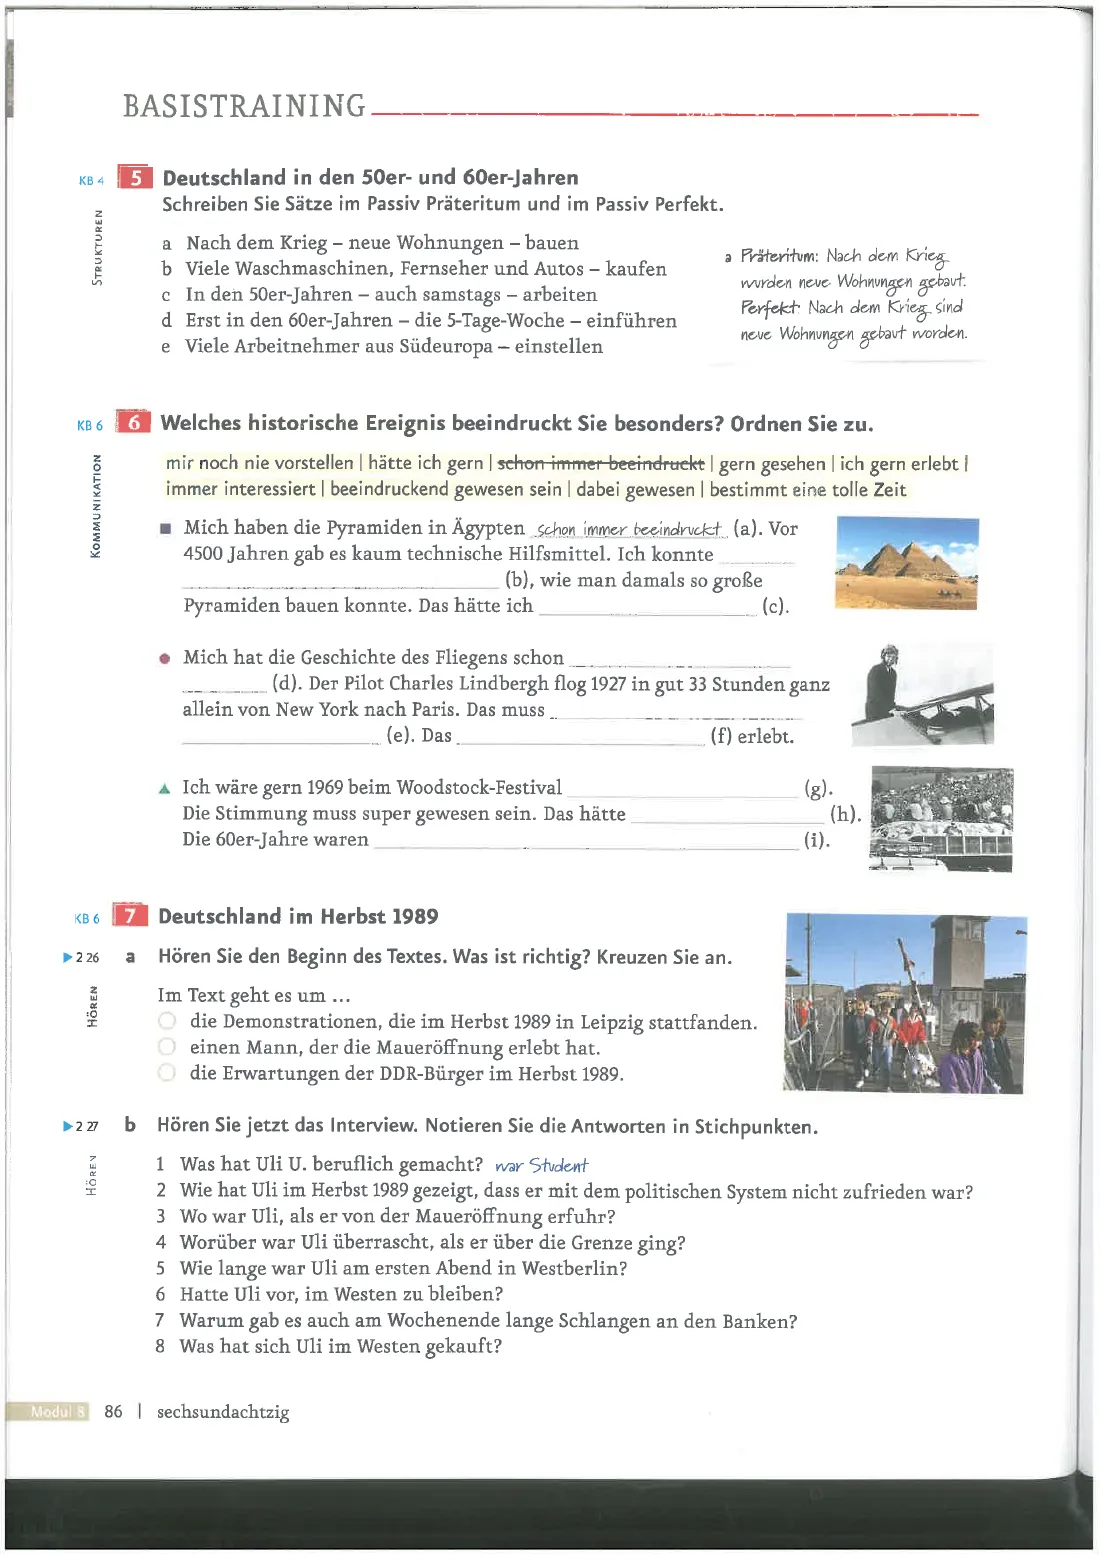 BASISTRAINING
KB 4 5 Deutschland in den 50er- und 60er-Jahren
STRUKTUREN
Schreiben Sie Sätze im Passiv Präteritum und im Passiv Perfekt.
a Nach dem Krieg – neue Wohnungen – bauen
b Viele Waschmaschinen, Fernseher und Autos – kaufen
c In den 50er-Jahren – auch samstags – arbeiten
d Erst in den 60er-Jahren – die 5-Tage-Woche – einführen
e Viele Arbeitnehmer aus Südeuropa – einstellen
a Präteritum: Nach dem Krieg
wurden neue Wohnungen gebaut.
Perfekt: Nach dem Krieg sind
neue Wohnungen gebaut worden.
KB 6 6 Welches historische Ereignis beeindruckt Sie besonders? Ordnen Sie zu.
KOMMUNIKATION
mir noch nie vorstellen | hätte ich gern | schon immer beeindruckt | gern gesehen | ich gern erlebt |
immer interessiert | beeindruckend gewesen sein | dabei gewesen | bestimmt eine tolle Zeit
Mich haben die Pyramiden in Ägypten schon immer beeindruckt (a). Vor
4500 Jahren gab es kaum technische Hilfsmittel. Ich konnte
(b), wie man damals so große
Pyramiden bauen konnte. Das hätte ich (c).
Mich hat die Geschichte des Fliegens schon
(d). Der Pilot Charles Lindbergh flog 1927 in gut 33 Stunden ganz
allein von New York nach Paris. Das muss
(e). Das (f) erlebt.
Ich wäre gern 1969 beim Woodstock-Festival (g).
Die Stimmung muss super gewesen sein. Das hätte (h).
Die 60er-Jahre waren (i).
KB 6 7 Deutschland im Herbst 1989
2 26 a Hören Sie den Beginn des Textes. Was ist richtig? Kreuzen Sie an.
HÖREN
Im Text geht es um ...
die Demonstrationen, die im Herbst 1989 in Leipzig stattfanden.
einen Mann, der die Maueröffnung erlebt hat.
die Erwartungen der DDR-Bürger im Herbst 1989.
2 27 b Hören Sie jetzt das Interview. Notieren Sie die Antworten in Stichpunkten.
HÖREN
1 Was hat Uli U. beruflich gemacht? war Student
2 Wie hat Uli im Herbst 1989 gezeigt, dass er mit dem politischen System nicht zufrieden war?
3 Wo war Uli, als er von der Maueröffnung erfuhr?
4 Worüber war Uli überrascht, als er über die Grenze ging?
5 Wie lange war Uli am ersten Abend in Westberlin?
6 Hatte Uli vor, im Westen zu bleiben?
7 Warum gab es auch am Wochenende lange Schlangen an den Banken?
8 Was hat sich Uli im Westen gekauft?
Modul 8 86 | sechsundachtzig